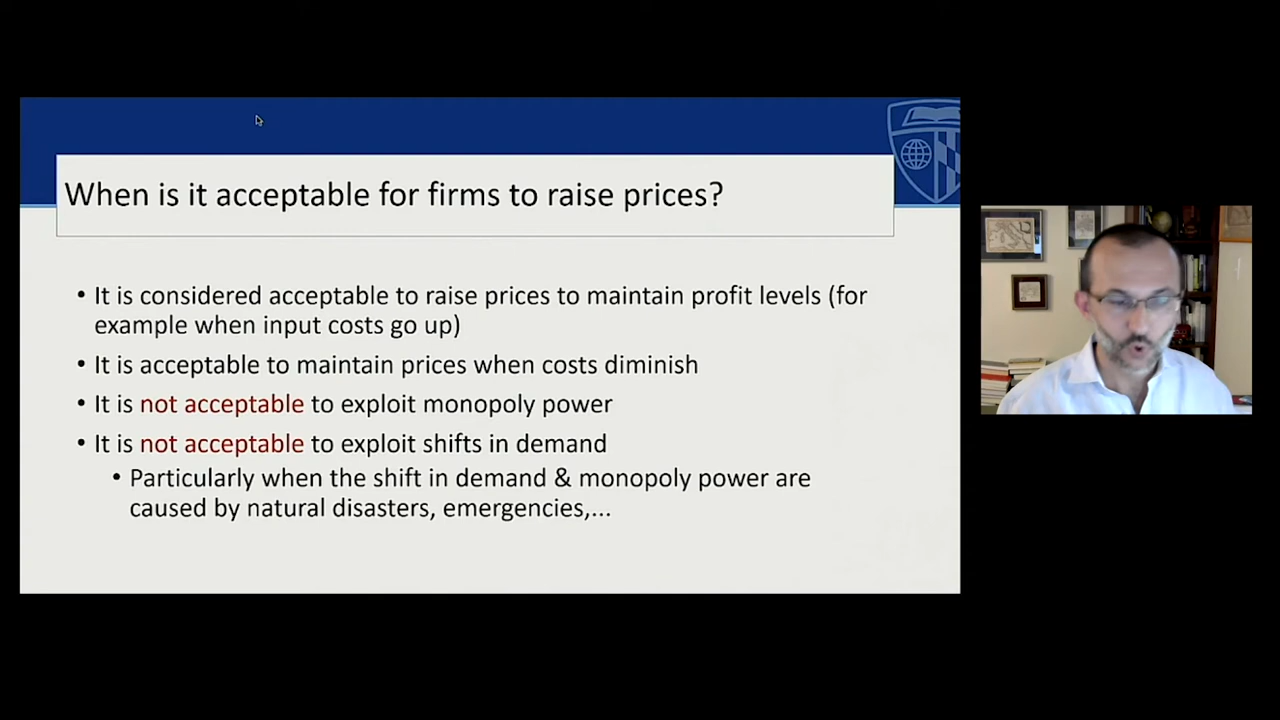 When is it acceptable for firms to raise prices?
• It is considered acceptable to raise prices to maintain profit levels (for
example when input costs go up)
• It is acceptable to maintain prices when costs diminish
• It is not acceptable to exploit monopoly power
• It is not acceptable to exploit shifts in demand
• Particularly when the shift in demand & monopoly power are
caused by natural disasters, emergencies,...